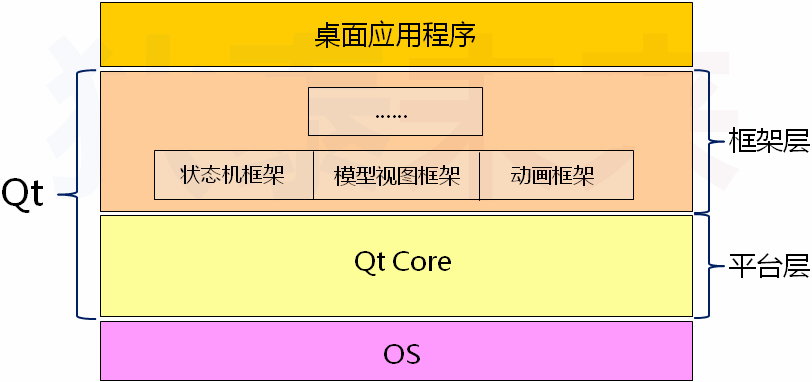 桌面应用程序
......
框架层
状态机框架 模型视图框架 动画框架
Qt
Qt Core
平台层
OS